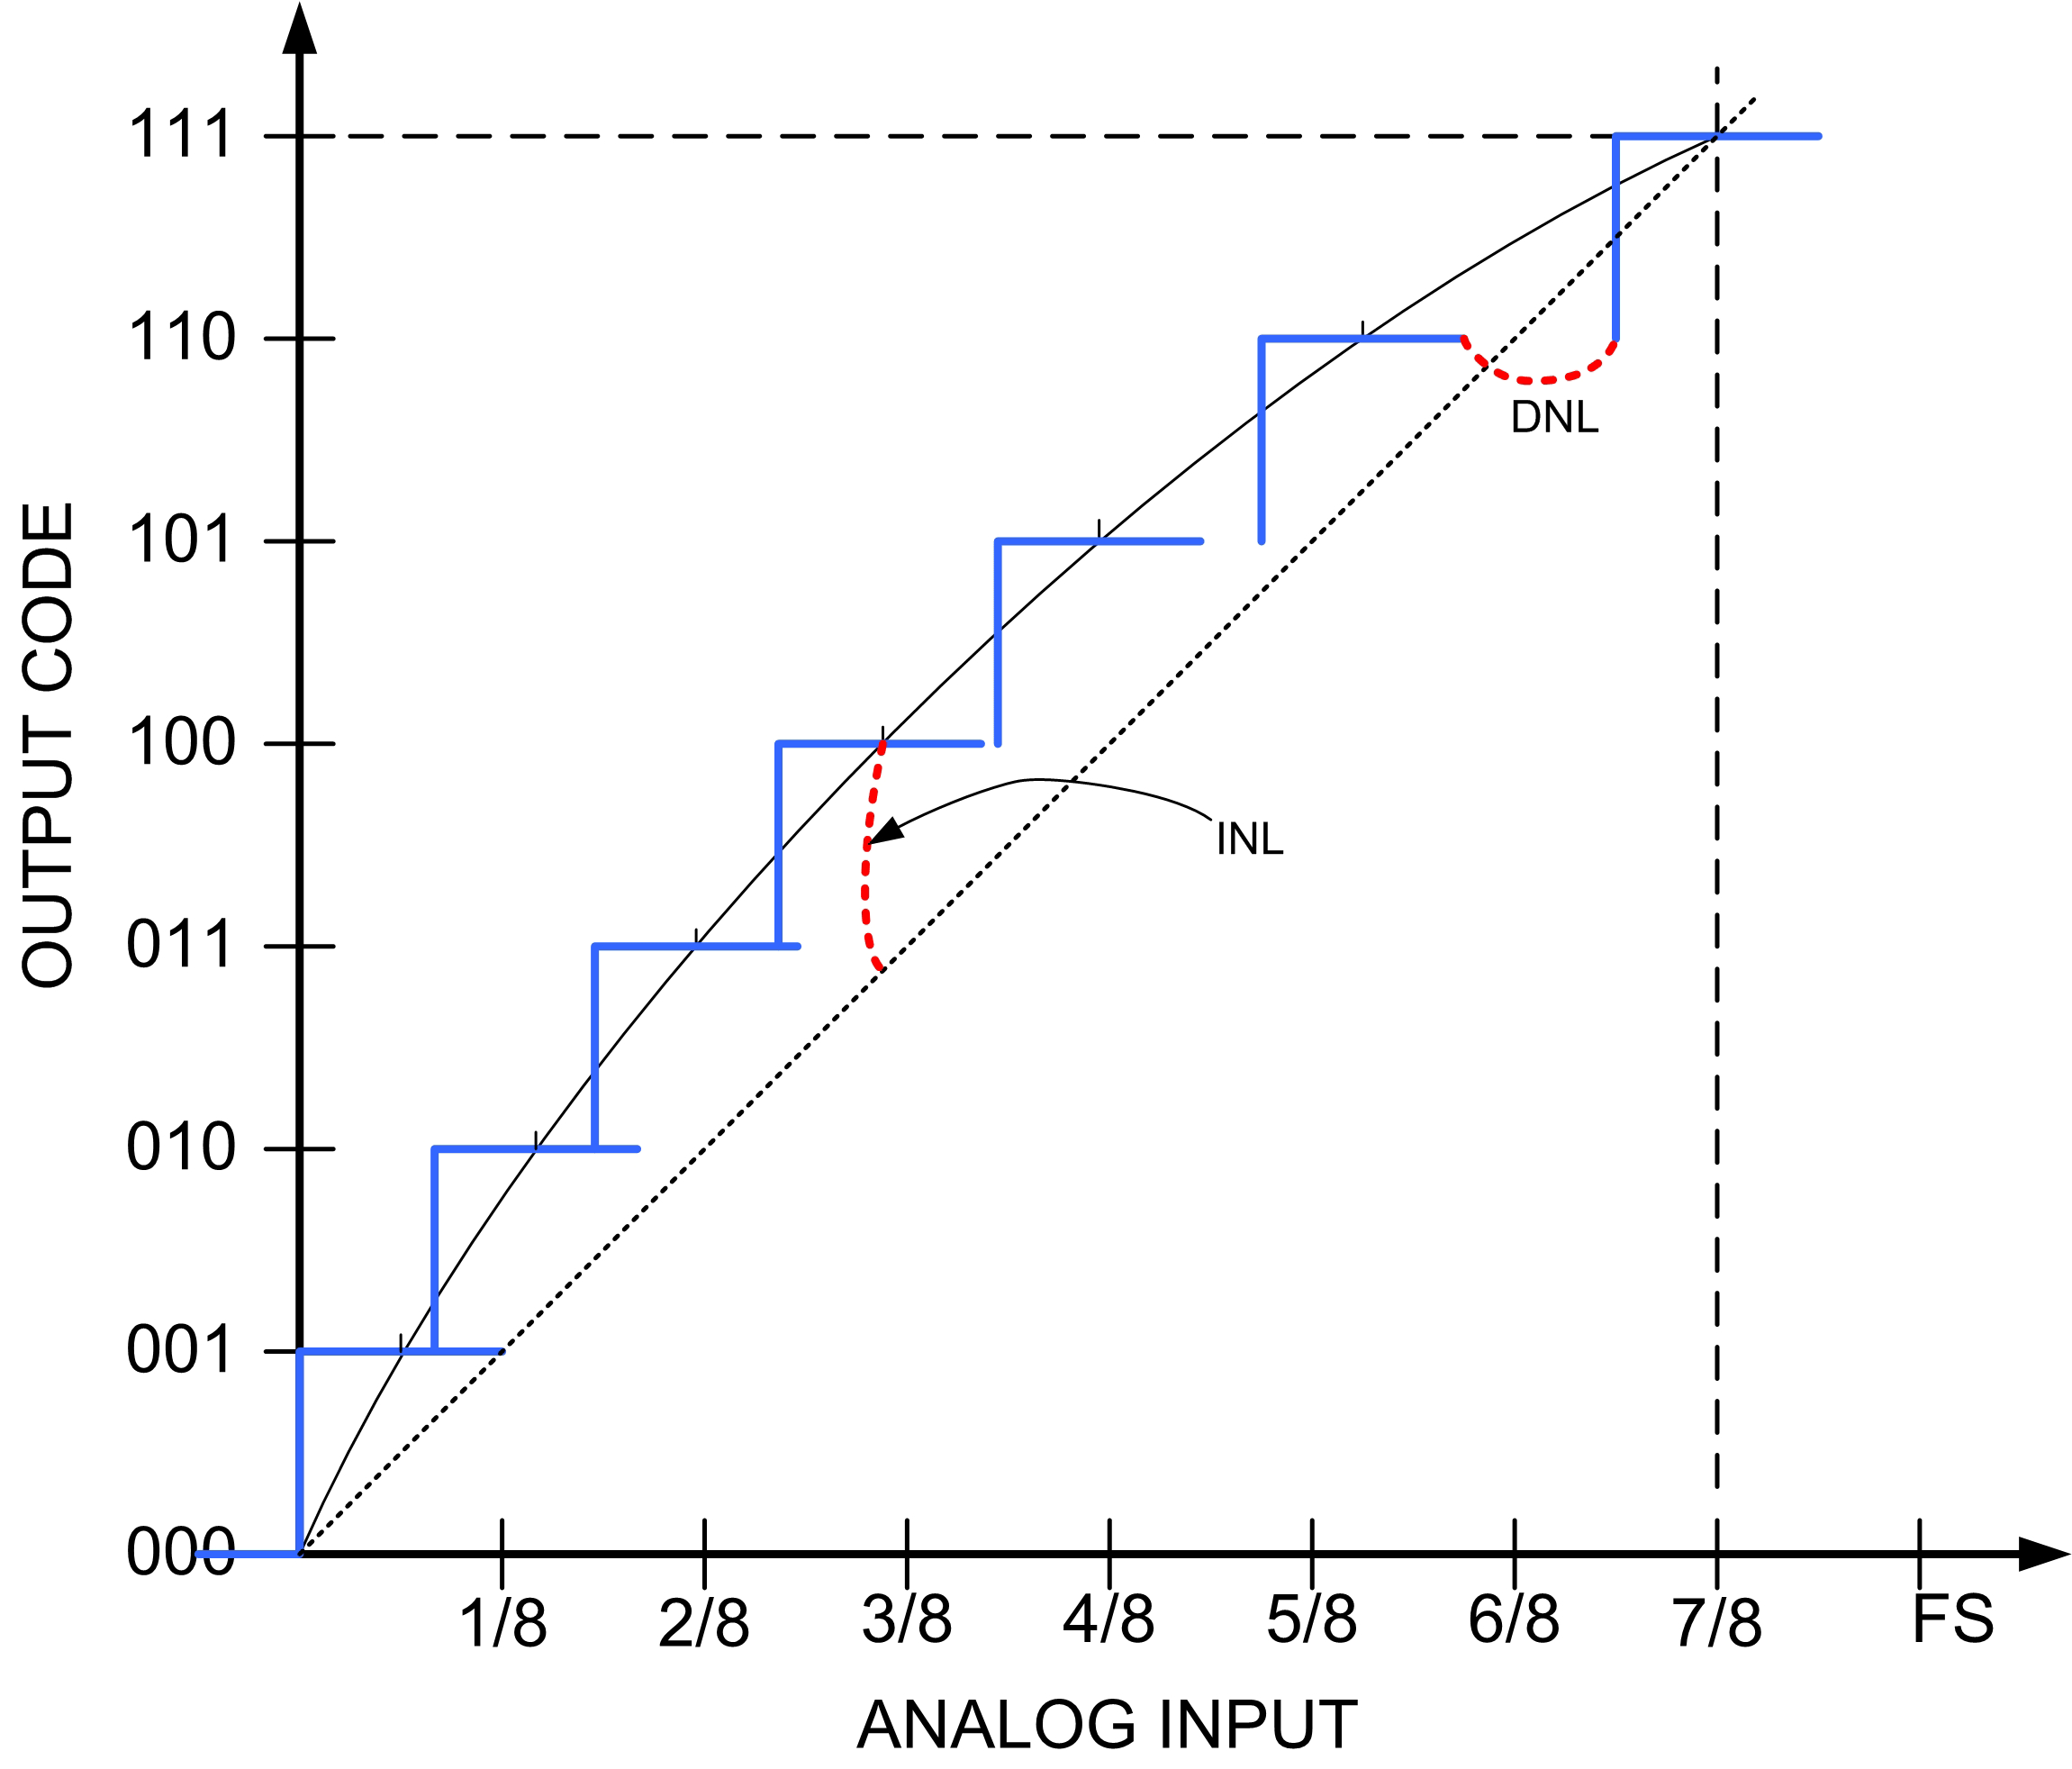 111
110
DNL
101
OUTPUT CODE
100
INL
011
010
001
000
1/8 2/8 3/8 4/8 5/8 6/8 7/8 FS
ANALOG INPUT